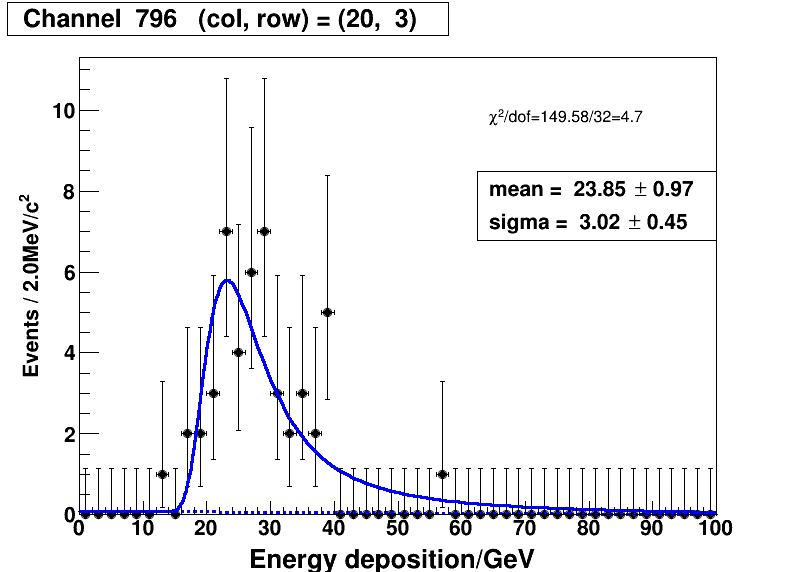 Channel 796 (col, row) = (20, 3)
χ²/dof=149.58/32=4.7
mean = 23.85 ± 0.97
sigma = 3.02 ± 0.45
Events / 2.0MeV/c²
10
8
6
4
2
0
0 10 20 30 40 50 60 70 80 90 100
Energy deposition/GeV